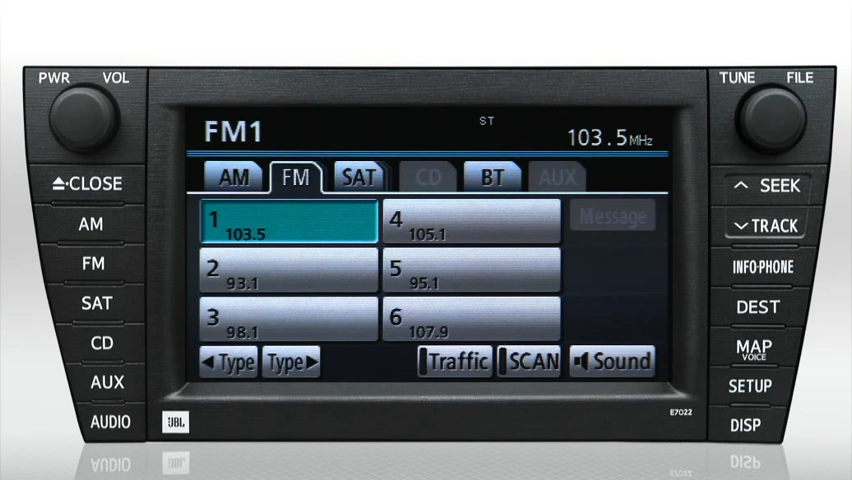 PWR VOL
TUNE FILE
FM1
ST
103.5MHz
AM FM SAT CD BT AUX
1 103.5
4 105.1
Message
2 93.1
5 95.1
3 98.1
6 107.9
Type Type Traffic SCAN Sound
CLOSE
AM
FM
SAT
CD
AUX
AUDIO
JBL
E7022
SEEK
TRACK
INFO·PHONE
DEST
MAP
VOICE
SETUP
DISP